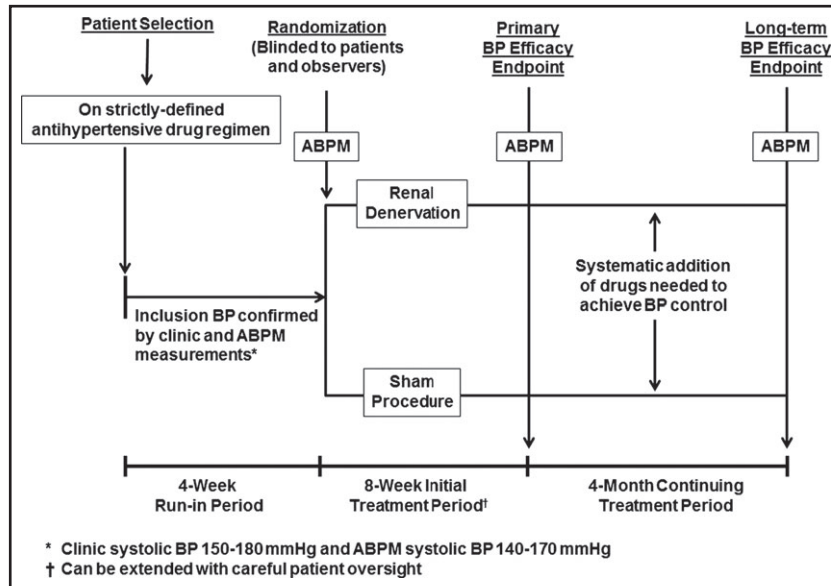 Patient Selection
On strictly-defined
antihypertensive drug regimen
Randomization
(Blinded to patients
and observers)
Primary
BP Efficacy
Endpoint
Long-term
BP Efficacy
Endpoint
ABPM
ABPM
ABPM
Renal
Denervation
Inclusion BP confirmed
by clinic and ABPM
measurements*
Systematic addition
of drugs needed to
achieve BP control
Sham
Procedure
4-Week
Run-in Period
8-Week Initial
Treatment Period†
4-Month Continuing
Treatment Period
* Clinic systolic BP 150-180 mmHg and ABPM systolic BP 140-170 mmHg
† Can be extended with careful patient oversight